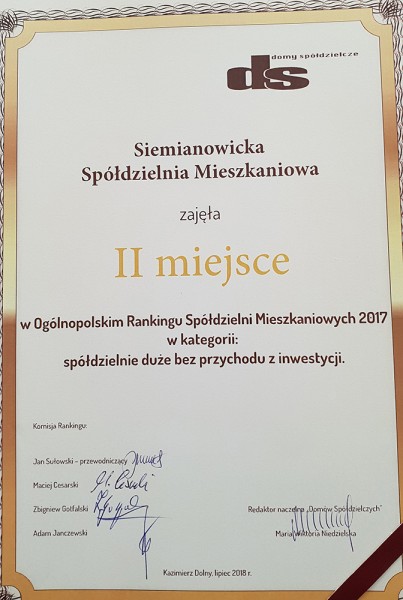 domy spółdzielcze
ds
Siemianowicka
Spółdzielnia Mieszkaniowa
zajęła
II miejsce
w Ogólnopolskim Rankingu Spółdzielni Mieszkaniowych 2017
w kategorii:
spółdzielnie duże bez przychodu z inwestycji.
Komisja Rankingu:
Jan Sułowski – przewodniczący
Maciej Cesarski
Zbigniew Gotfalski
Adam Janczewski
Redaktor naczelna „Domów Spółdzielczych"
Maria Wiktoria Niedzielska
Kazimierz Dolny, lipiec 2018 r.